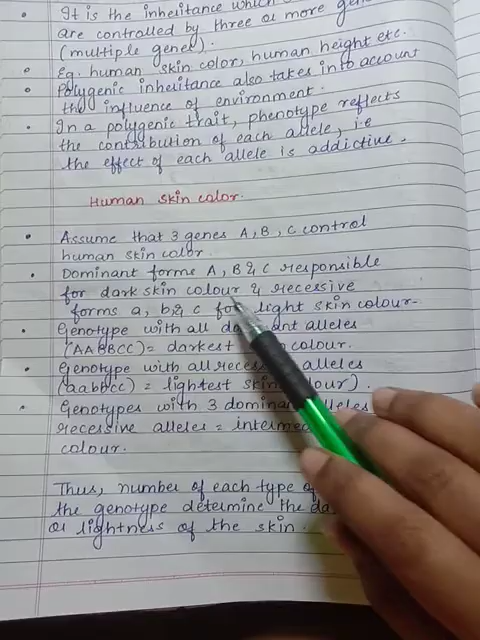 It is the inheritance which
are controlled by three or more
(multiple genes).
Eg. human skin color, human height etc.
Polygenic inheritance also takes into account
the influence of environment.
In a polygenic trait, phenotype reflects
the contribution of each allele, i.e
the effect of each allele is addictive.
Human skin color.
Assume that 3 genes A, B, C control
human skin color.
Dominant forms A, B & C responsible
for dark skin colour & recessive
forms a, b & c for light skin colour.
Genotype with all alleles
(AABBCC) = darkest colour.
Genotype with all alleles
(aabbcc) = lightest skin
Genotypes with 3
recessive alleles =
colour.
Thus, number of each type
the genotype determine the
or lightness of the skin.